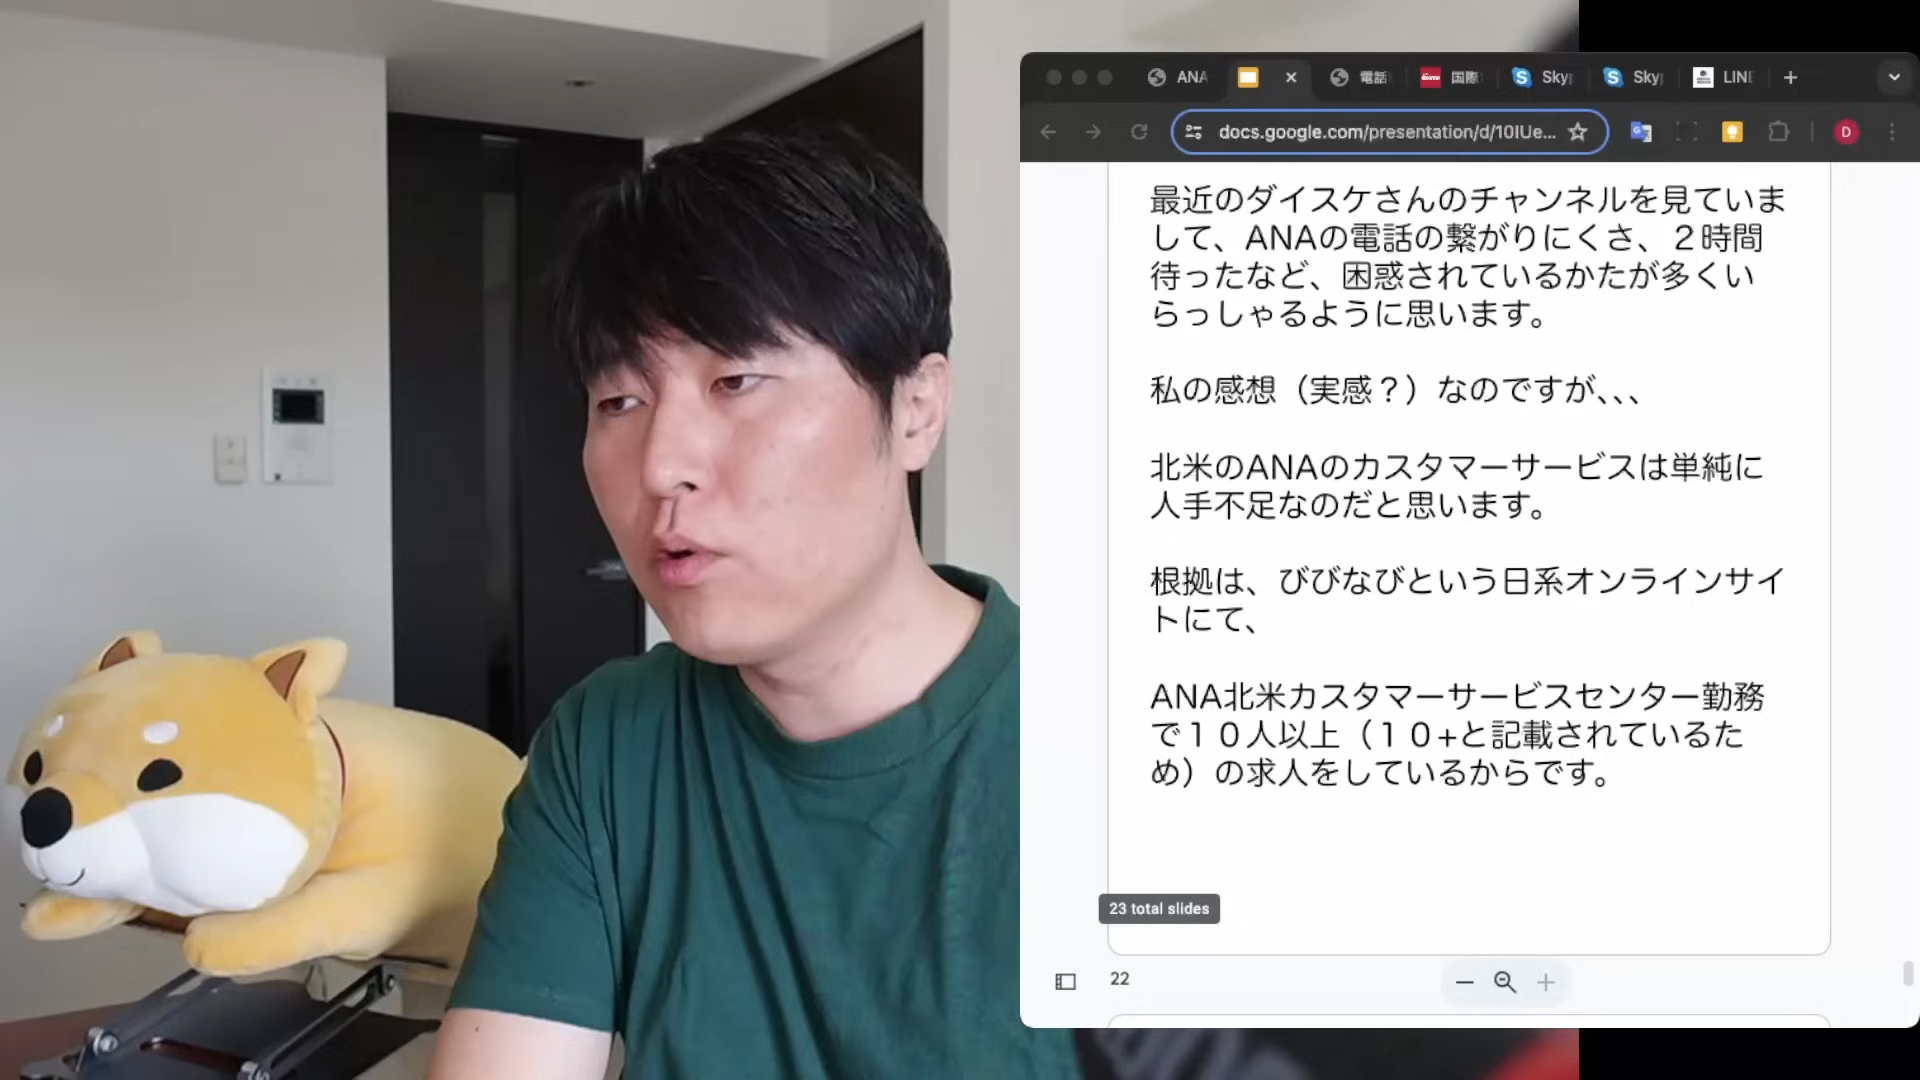 ANA
電話
国際
Sky
Sky
LINE
docs.google.com/presentation/d/10IUe...
D
最近のダイスケさんのチャンネルを見ていま
して、ANAの電話の繋がりにくさ、２時間
待ったなど、困惑されているかたが多くい
らっしゃるように思います。
私の感想（実感？）なのですが、、、
北米のANAのカスタマーサービスは単純に
人手不足なのだと思います。
根拠は、びびなびという日系オンラインサイ
トにて、
ANA北米カスタマーサービスセンター勤務
で１０人以上（１０+と記載されているた
め）の求人をしているからです。
23 total slides
22